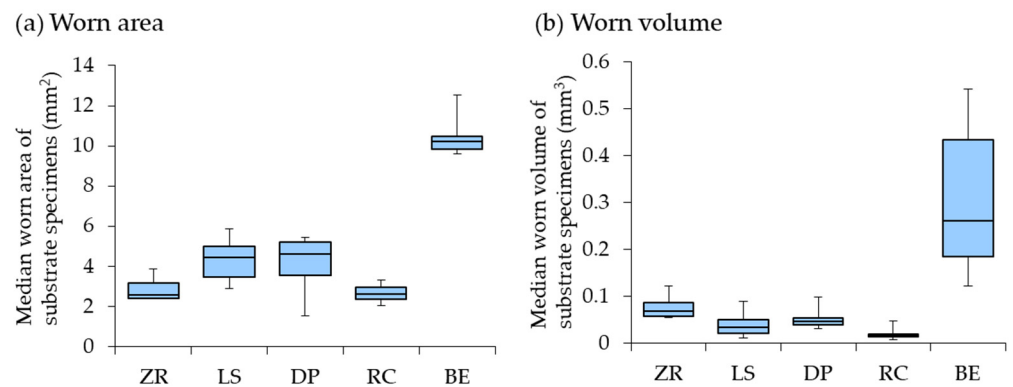 (a) Worn area
Median worn area of
substrate specimens (mm²)
14
12
10
8
6
4
2
0
ZR LS DP RC BE
(b) Worn volume
Median worn volume of
substrate specimens (mm³)
0.6
0.5
0.4
0.3
0.2
0.1
0
ZR LS DP RC BE